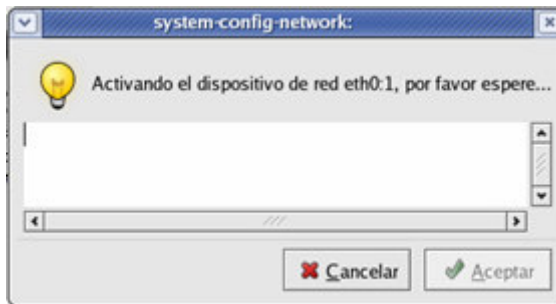 system-config-network:
Activando el dispositivo de red eth0:1, por favor espere...
Cancelar
Aceptar